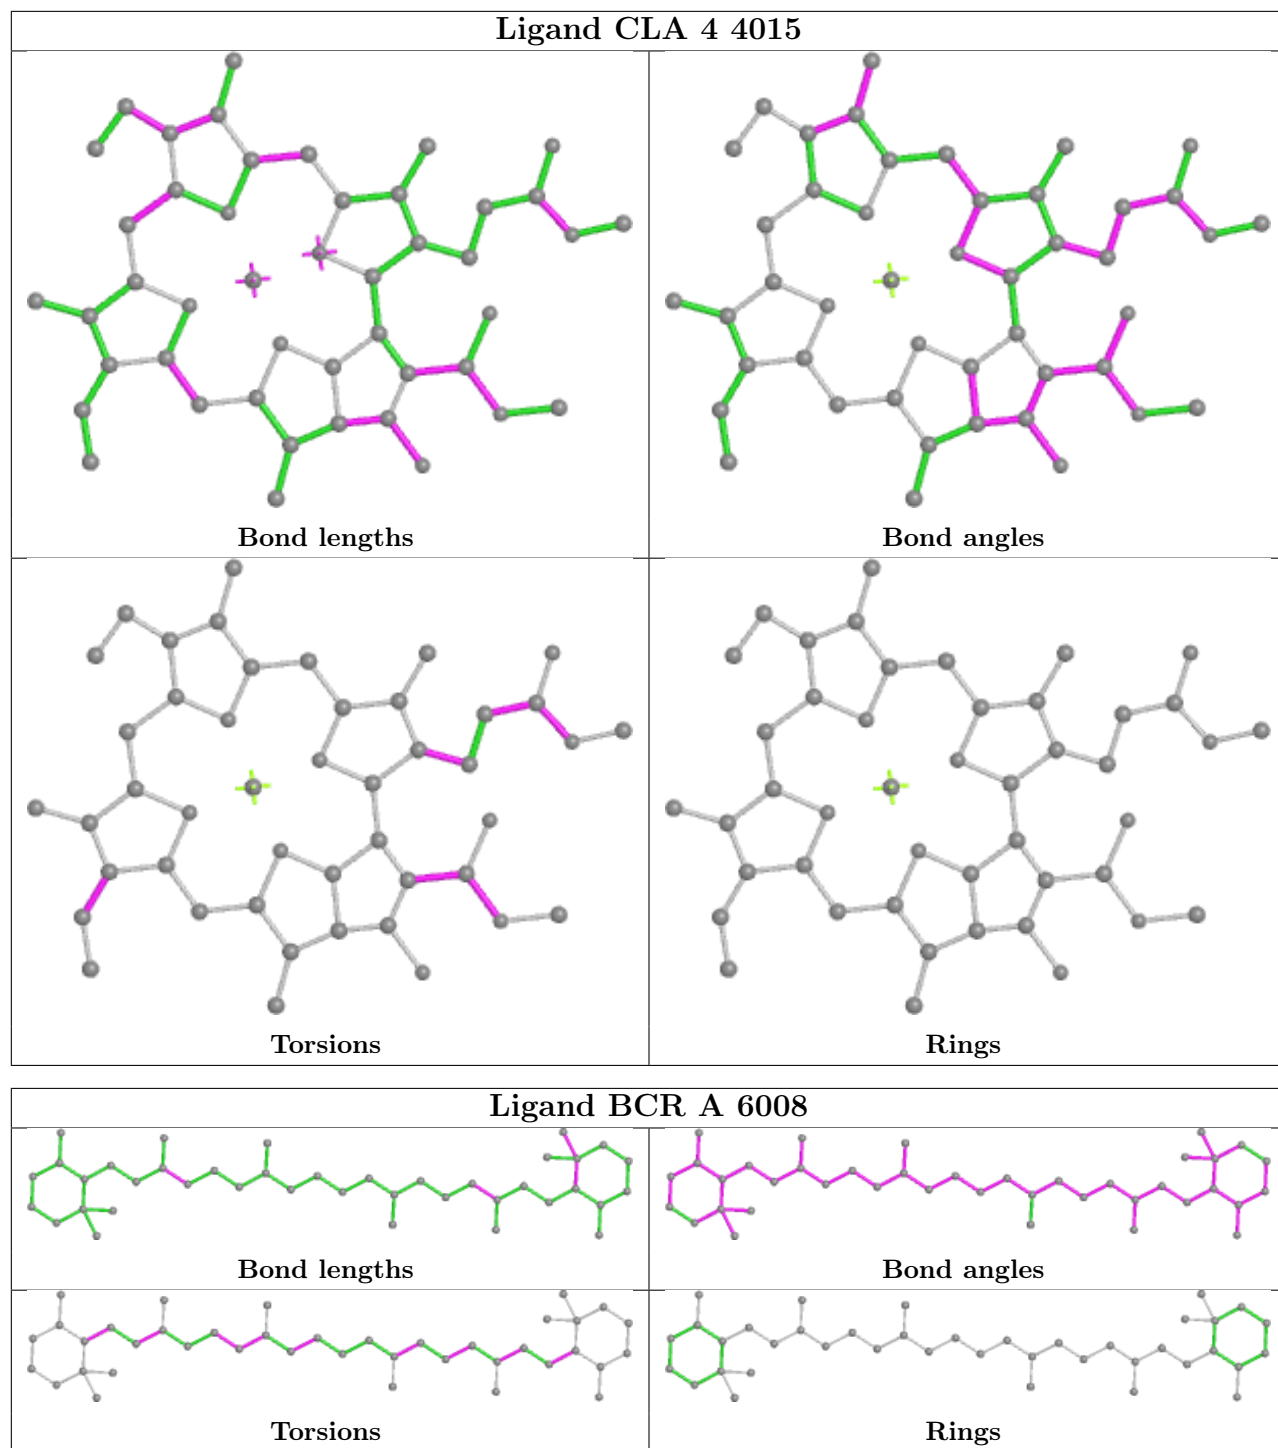 Ligand CLA 4 4015
Bond lengths
Bond angles
Torsions
Rings
Ligand BCR A 6008
Bond lengths
Bond angles
Torsions
Rings